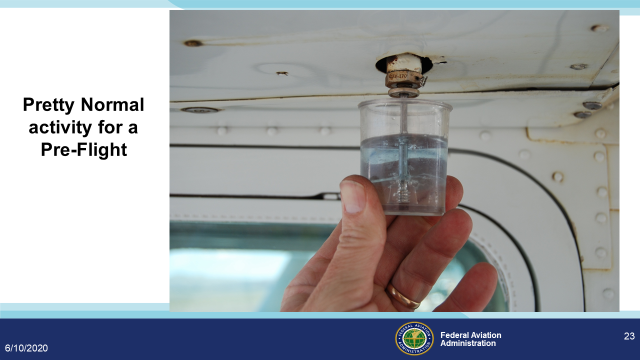 Pretty Normal
activity for a
Pre-Flight
Federal Aviation
Administration
23
6/10/2020